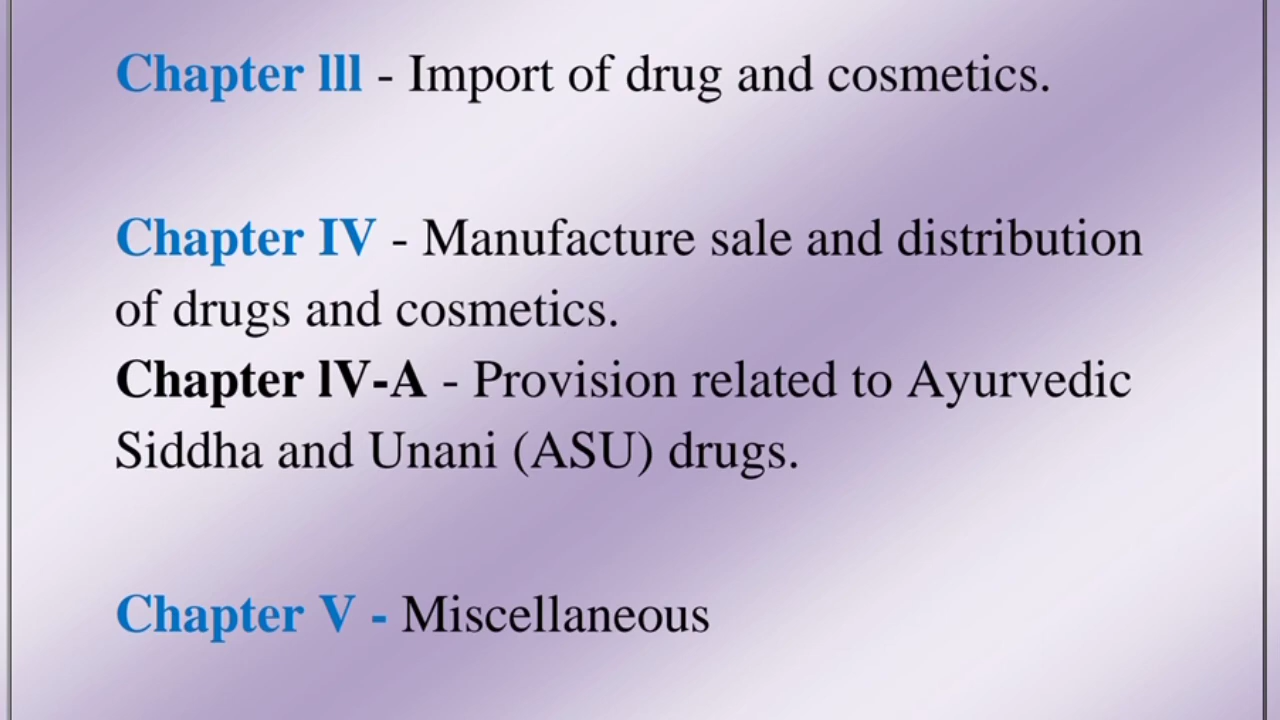 Chapter lll - Import of drug and cosmetics.
Chapter IV - Manufacture sale and distribution
of drugs and cosmetics.
Chapter lV-A - Provision related to Ayurvedic
Siddha and Unani (ASU) drugs.
Chapter V - Miscellaneous